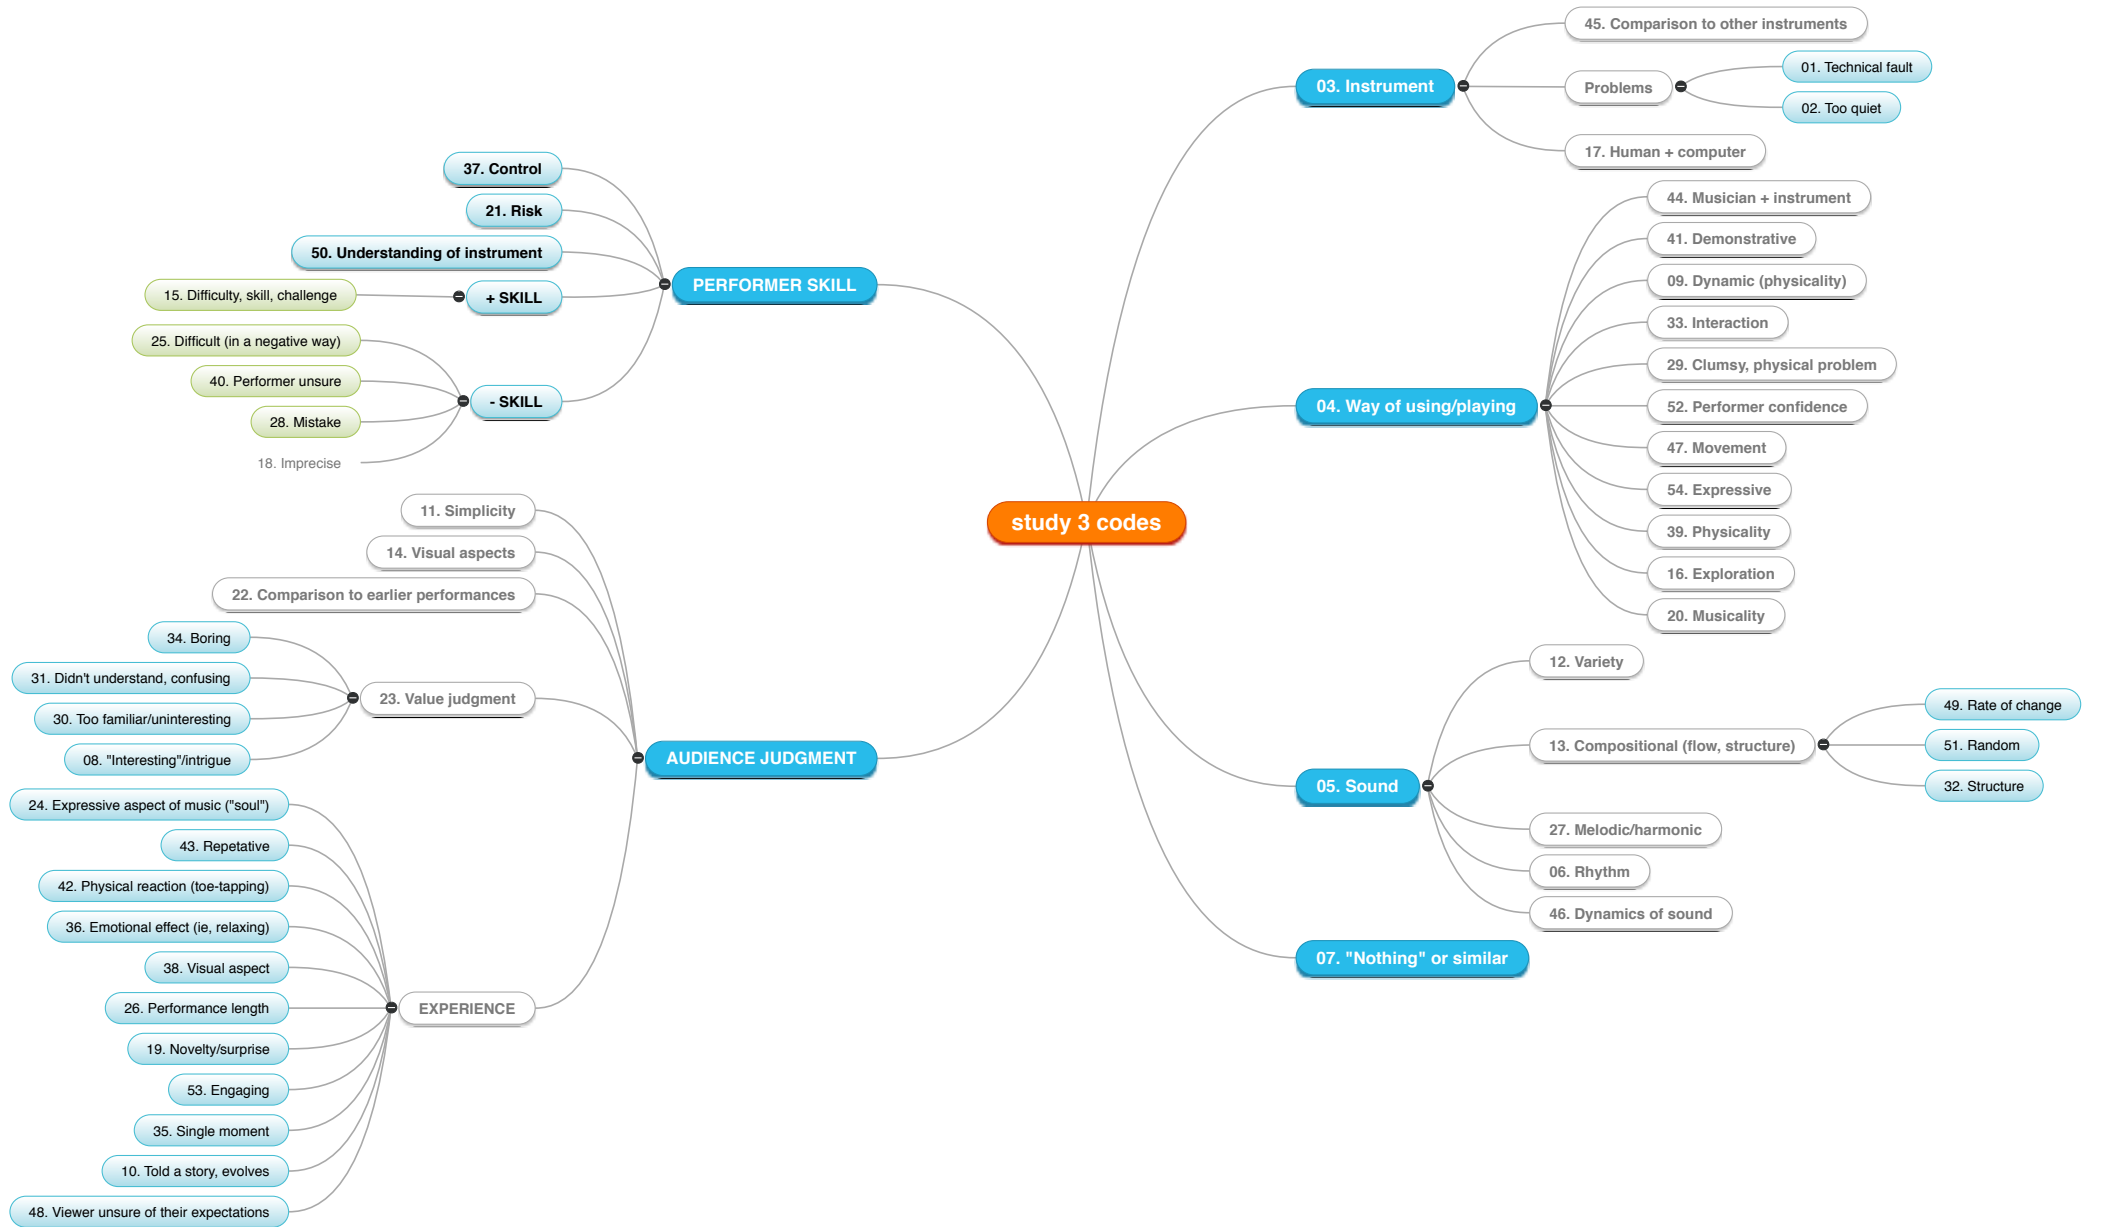 study 3 codes
03. Instrument
45. Comparison to other instruments
Problems
01. Technical fault
02. Too quiet
17. Human + computer
04. Way of using/playing
44. Musician + instrument
41. Demonstrative
09. Dynamic (physicality)
33. Interaction
29. Clumsy, physical problem
52. Performer confidence
47. Movement
54. Expressive
39. Physicality
16. Exploration
20. Musicality
05. Sound
12. Variety
13. Compositional (flow, structure)
49. Rate of change
51. Random
32. Structure
27. Melodic/harmonic
06. Rhythm
46. Dynamics of sound
07. "Nothing" or similar
PERFORMER SKILL
37. Control
21. Risk
50. Understanding of instrument
+ SKILL
15. Difficulty, skill, challenge
- SKILL
25. Difficult (in a negative way)
40. Performer unsure
28. Mistake
18. Imprecise
AUDIENCE JUDGMENT
11. Simplicity
14. Visual aspects
22. Comparison to earlier performances
23. Value judgment
34. Boring
31. Didn't understand, confusing
30. Too familiar/uninteresting
08. "Interesting"/intrigue
EXPERIENCE
24. Expressive aspect of music ("soul")
43. Repetative
42. Physical reaction (toe-tapping)
36. Emotional effect (ie, relaxing)
38. Visual aspect
26. Performance length
19. Novelty/surprise
53. Engaging
35. Single moment
10. Told a story, evolves
48. Viewer unsure of their expectations